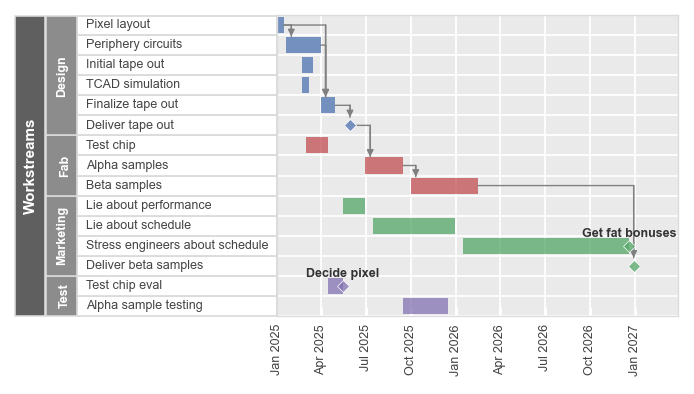 Workstreams
Design
Pixel layout
Periphery circuits
Initial tape out
TCAD simulation
Finalize tape out
Deliver tape out
Fab
Test chip
Alpha samples
Beta samples
Marketing
Lie about performance
Lie about schedule
Get fat bonuses
Stress engineers about schedule
Deliver beta samples
Test
Decide pixel
Test chip eval
Alpha sample testing
Jan 2025
Apr 2025
Jul 2025
Oct 2025
Jan 2026
Apr 2026
Jul 2026
Oct 2026
Jan 2027